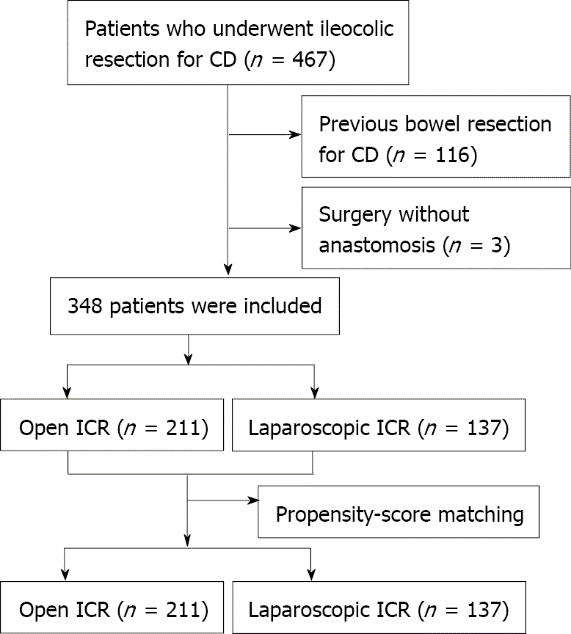 Patients who underwent ileocolic
resection for CD (n = 467)
Previous bowel resection
for CD (n = 116)
Surgery without
anastomosis (n = 3)
348 patients were included
Open ICR (n = 211)
Laparoscopic ICR (n = 137)
Propensity-score matching
Open ICR (n = 211)
Laparoscopic ICR (n = 137)